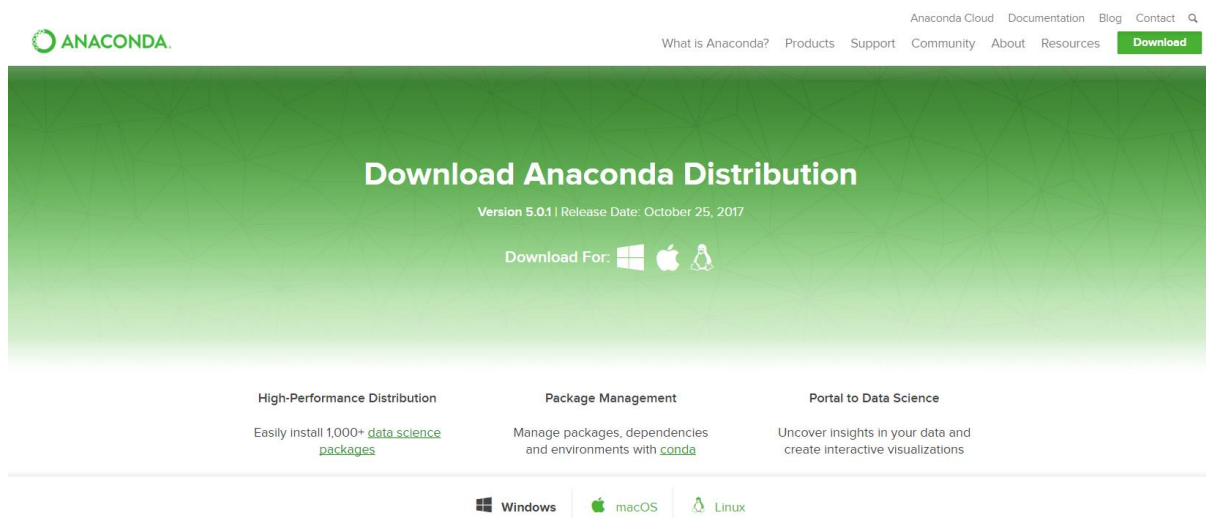 Anaconda Cloud Documentation Blog Contact
ANACONDA.
What is Anaconda? Products Support Community About Resources Download
Download Anaconda Distribution
Version 5.0.1 | Release Date: October 25, 2017
Download For:
High-Performance Distribution
Easily install 1,000+ data science
packages
Package Management
Manage packages, dependencies
and environments with conda
Portal to Data Science
Uncover insights in your data and
create interactive visualizations
Windows macOS Linux